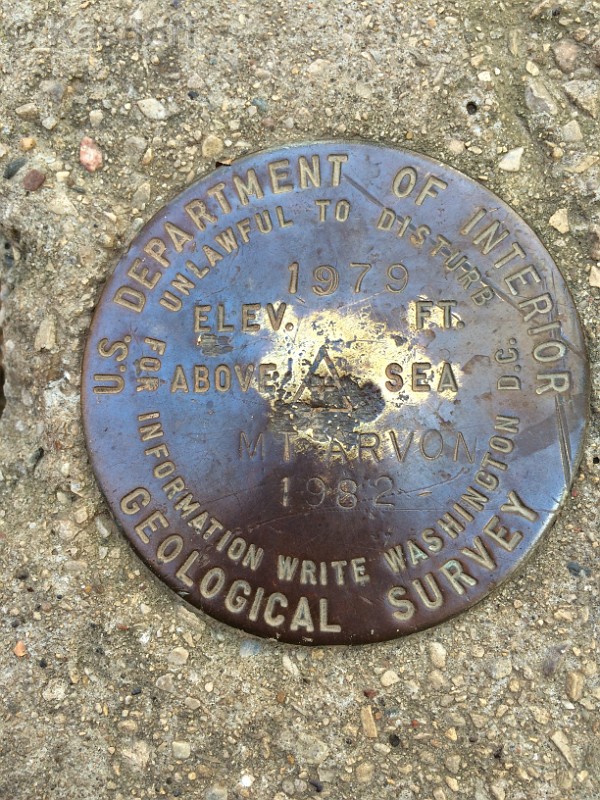 U.S. DEPARTMENT OF INTERIOR
UNLAWFUL TO DISTURB
1979
ELEV. FT.
ABOVE SEA
MT ARVON
1982
FOR INFORMATION WRITE WASHINGTON D.C.
GEOLOGICAL SURVEY